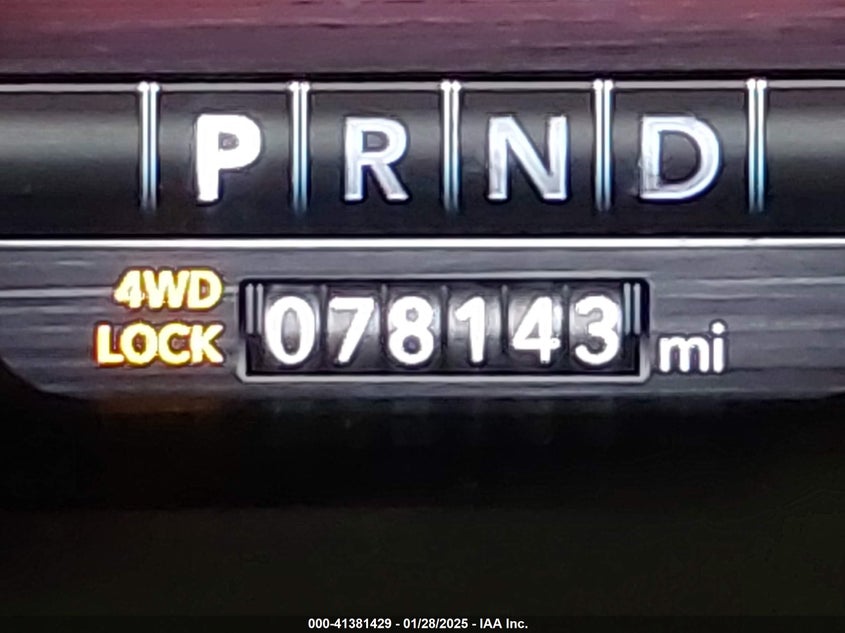 P R N D
4WD
LOCK
078143 mi
000-41381429 - 01/28/2025 - IAA Inc.